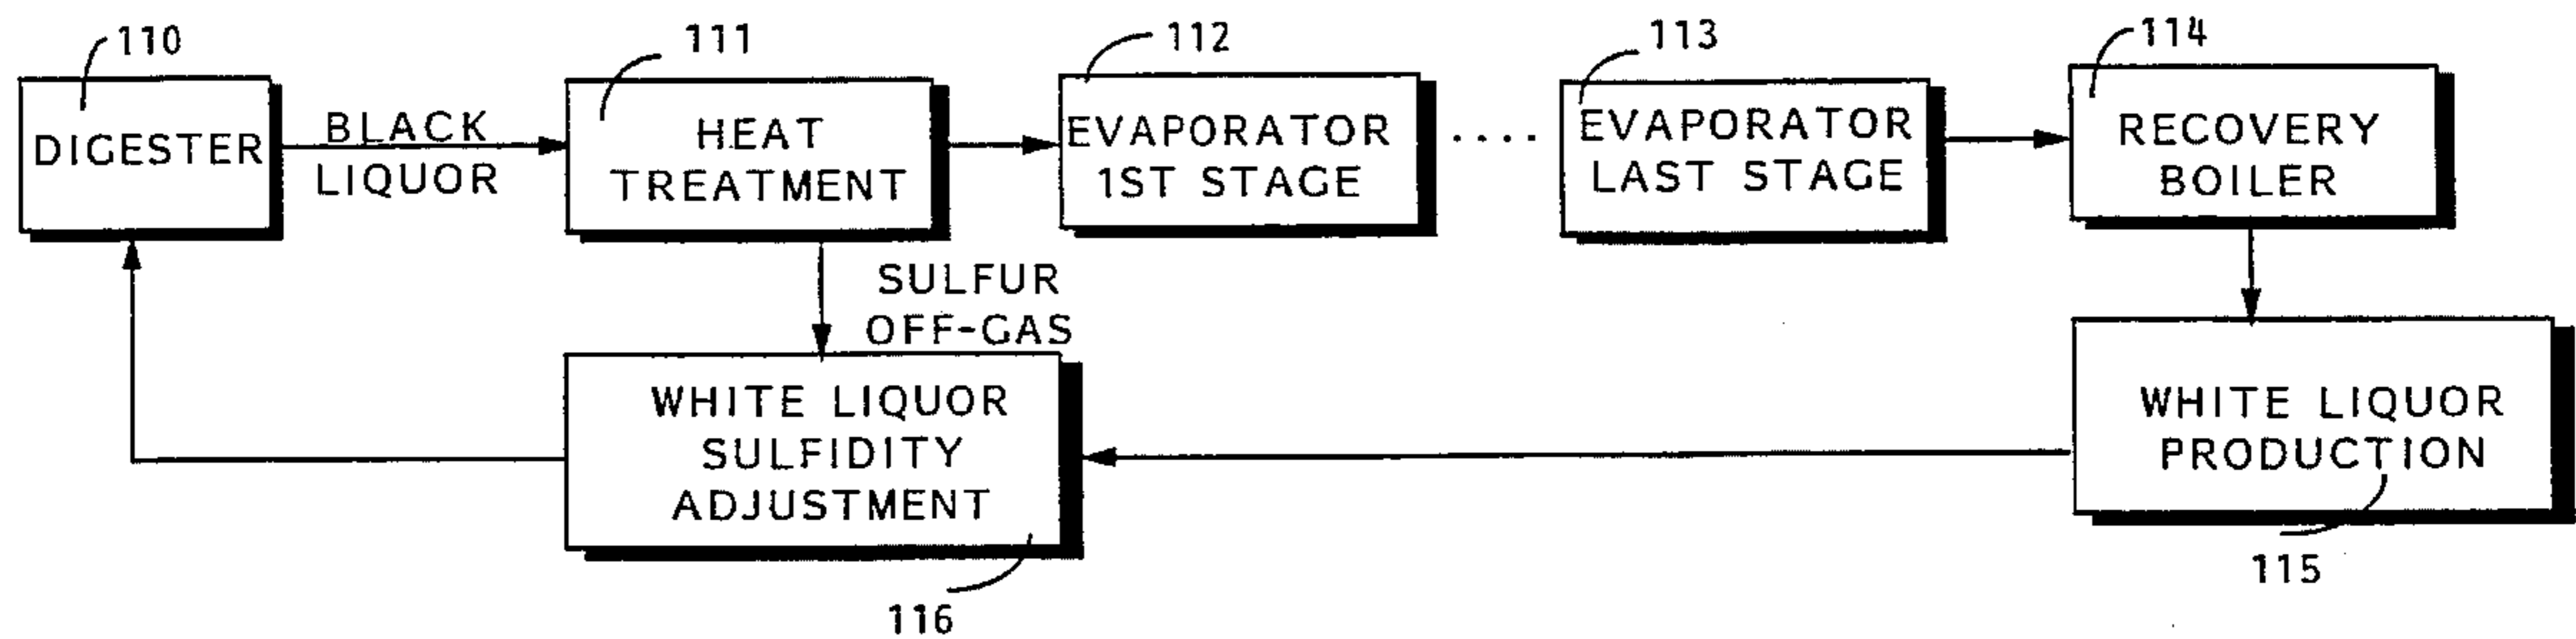 110
111
112
113
114
DIGESTER
BLACK
LIQUOR
HEAT
TREATMENT
EVAPORATOR
1ST STAGE
....
EVAPORATOR
LAST STAGE
RECOVERY
BOILER
SULFUR
OFF-GAS
WHITE LIQUOR
SULFIDITY
ADJUSTMENT
WHITE LIQUOR
PRODUCTION
115
116